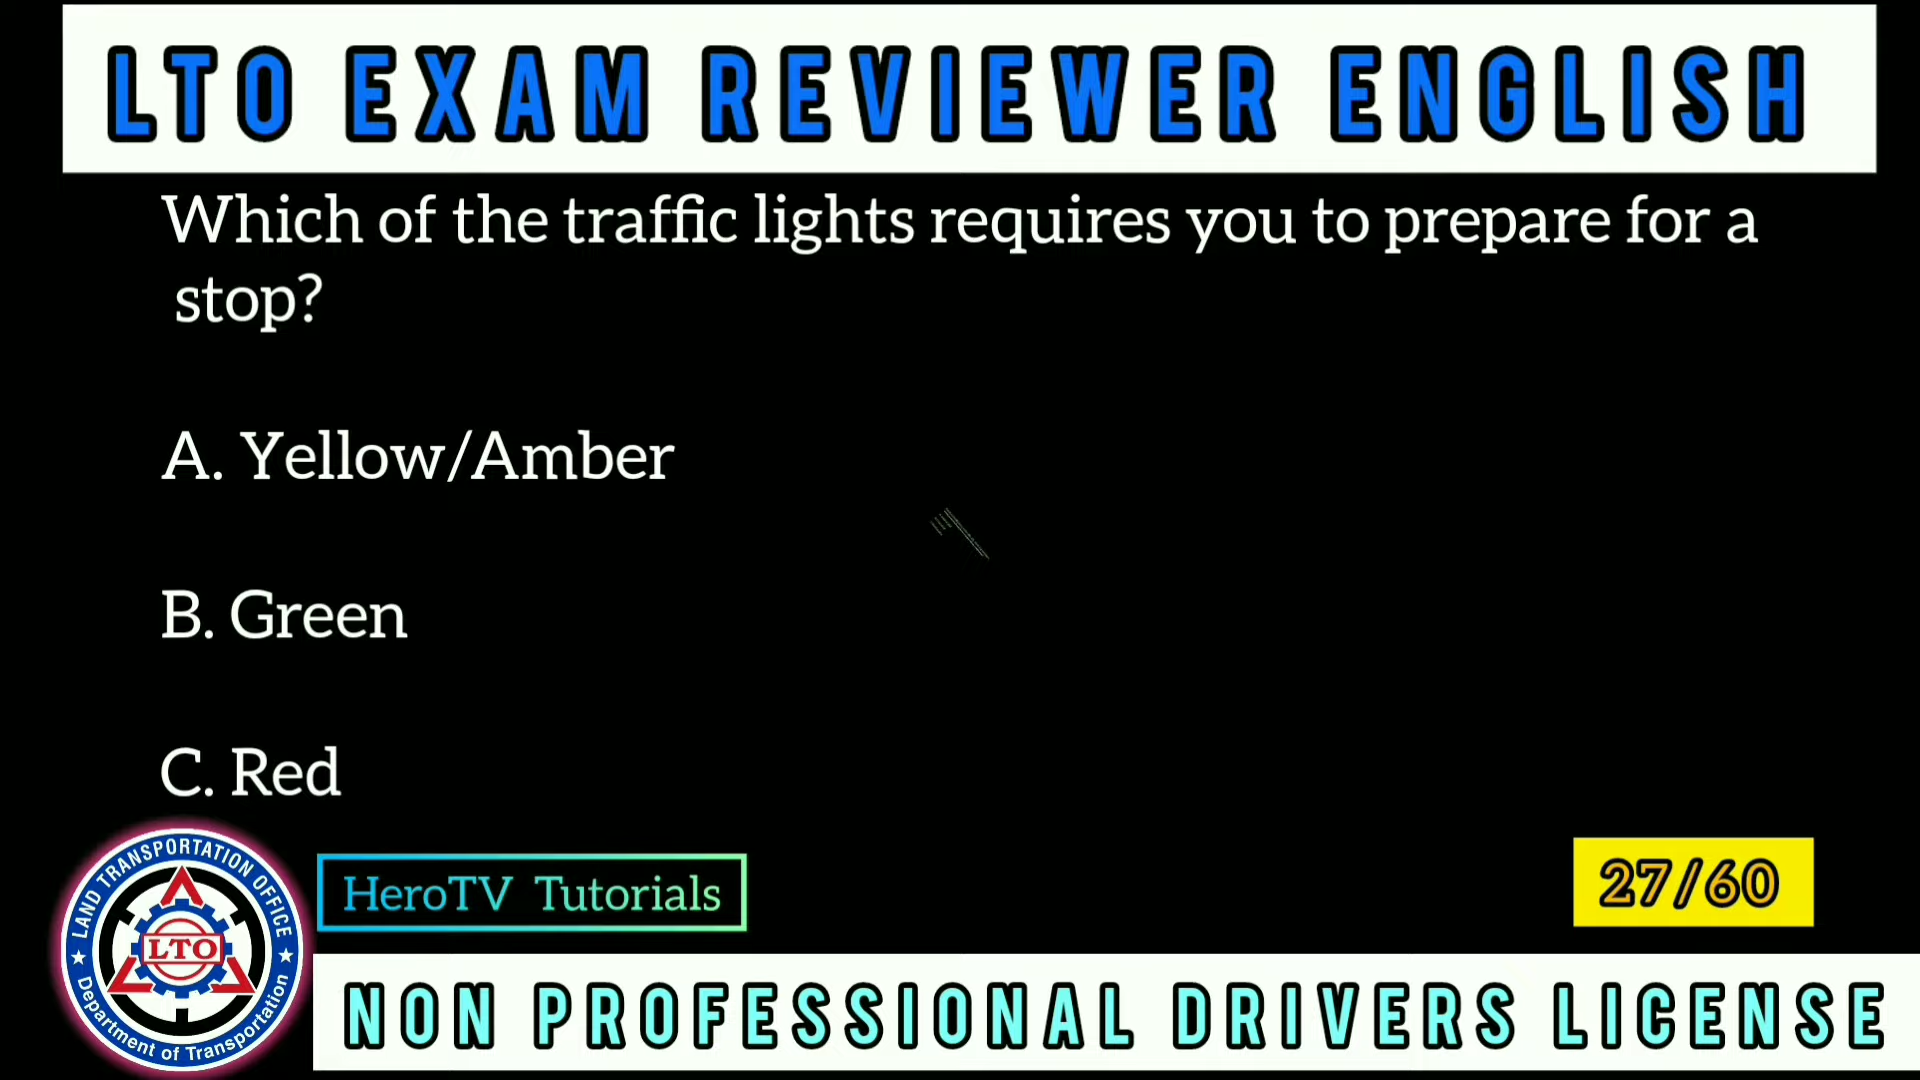 LTO EXAM REVIEWER ENGLISH
Which of the traffic lights requires you to prepare for a
stop?
A. Yellow/Amber
B. Green
C. Red
LAND TRANSPORTATION OFFICE
LTO
Department of Transportation
HeroTV Tutorials
27/60
NON PROFESSIONAL DRIVERS LICENSE